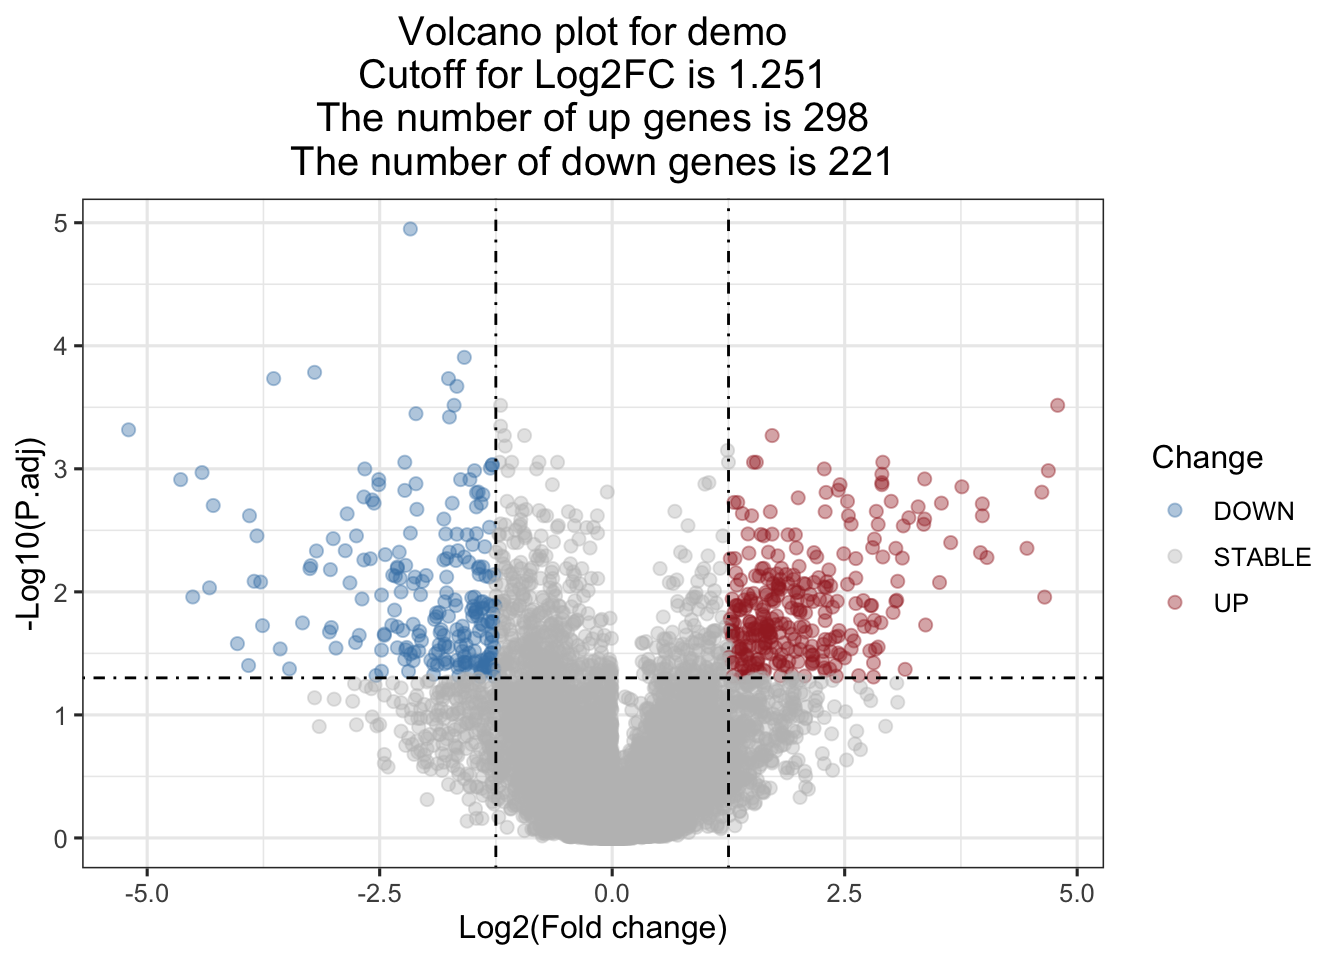 Volcano plot for demo
Cutoff for Log2FC is 1.251
The number of up genes is 298
The number of down genes is 221
-Log10(P.adj)
5
4
3
2
1
0
-5.0
-2.5
0.0
2.5
5.0
Log2(Fold change)
Change
DOWN
STABLE
UP